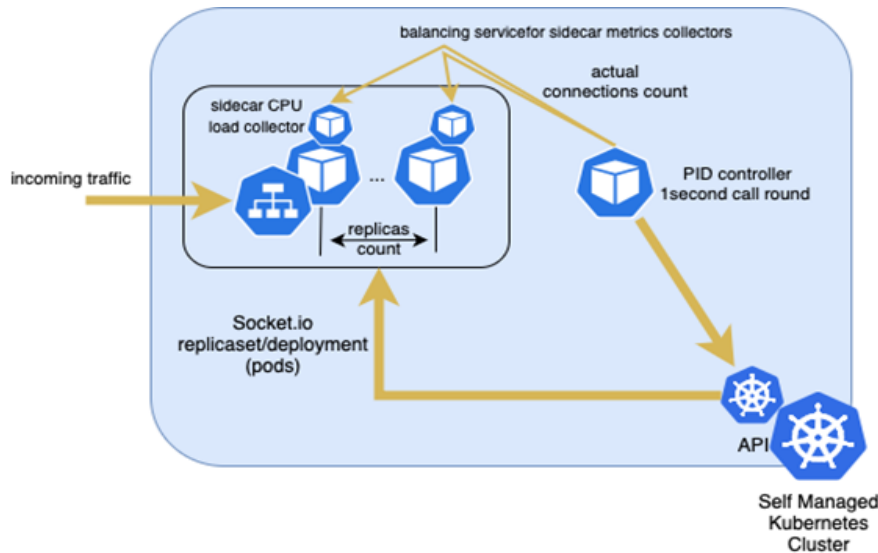 balancing servicefor sidecar metrics collectors
actual
connections count
sidecar CPU
load collector
incoming traffic
...
PID controller
1second call round
replicas
count
Socket.io
replicaset/deployment
(pods)
API
Self Managed
Kubernetes
Cluster